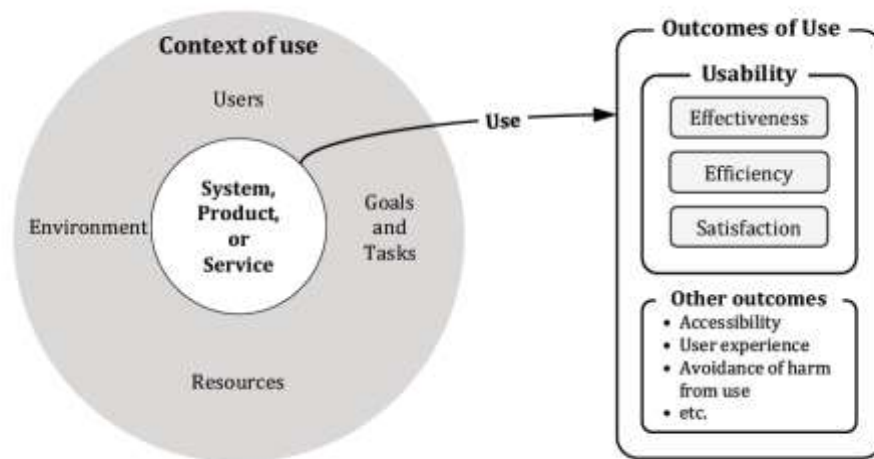 Context of use
Users
System,
Product,
or
Service
Environment
Goals
and
Tasks
Resources
Use
Outcomes of Use
Usability
Effectiveness
Efficiency
Satisfaction
Other outcomes
• Accessibility
• User experience
• Avoidance of harm
from use
• etc.